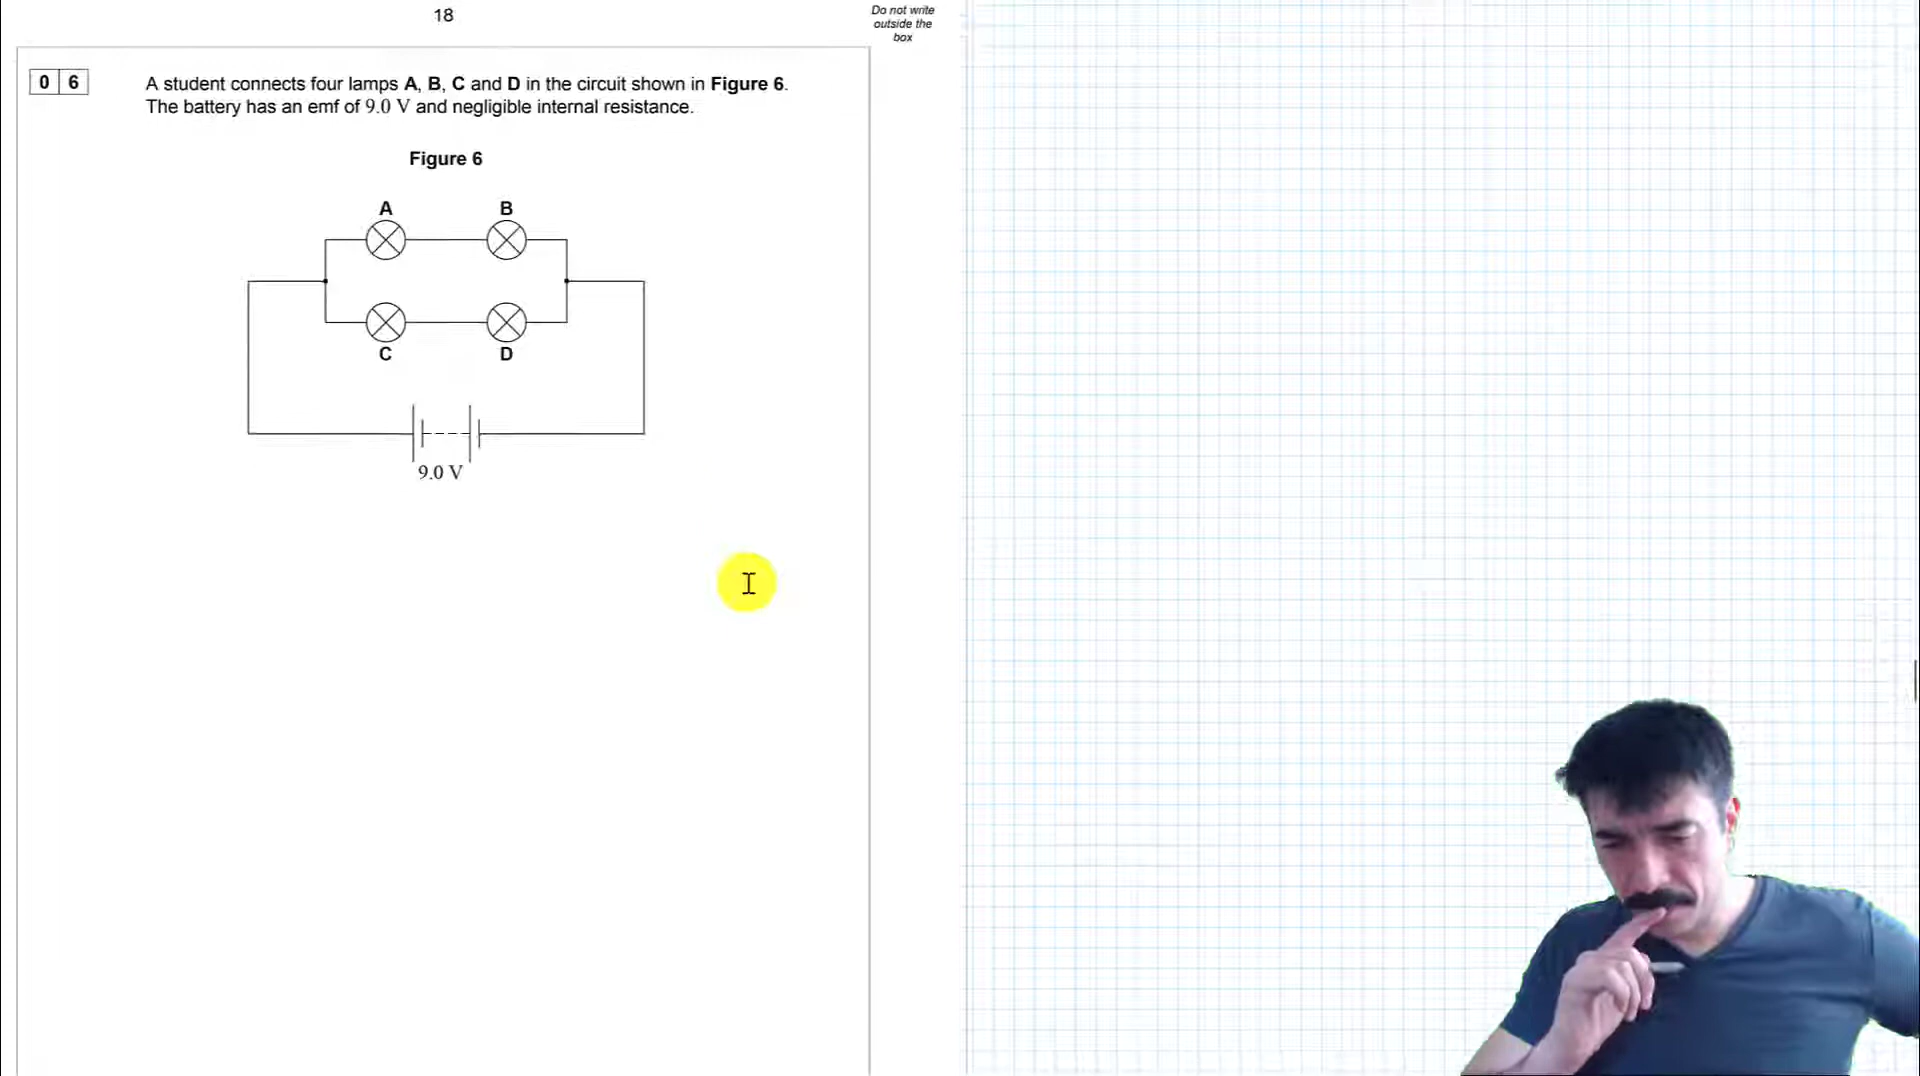 18
Do not write
outside the
box
0 6
A student connects four lamps A, B, C and D in the circuit shown in Figure 6.
The battery has an emf of 9.0 V and negligible internal resistance.
Figure 6
A B
C D
9.0 V